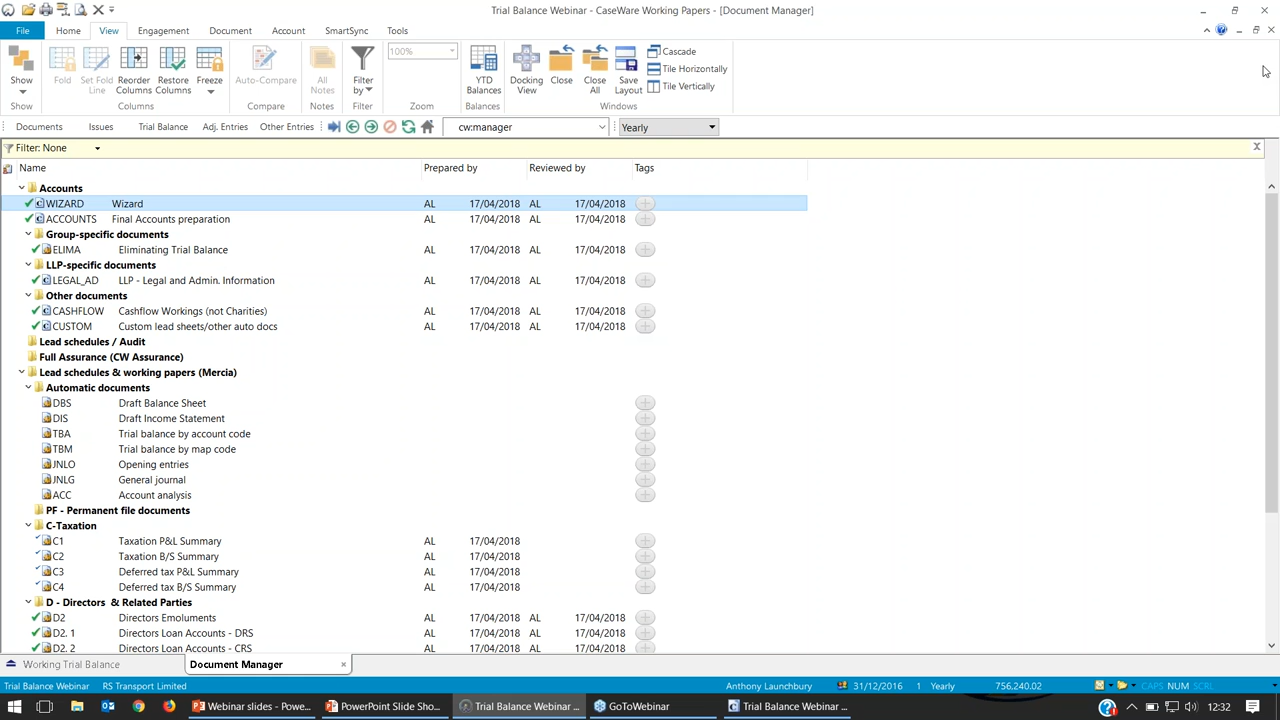 Trial Balance Webinar - CaseWare Working Papers - [Document Manager]
File Home View Engagement Document Account SmartSync Tools
Show Fold Set Fold Line Reorder Columns Restore Columns Freeze Auto-Compare All Notes Filter by 100% YTD Balances Docking View Close Close All Save Layout Cascade
Tile Horizontally
Tile Vertically
Show Columns Compare Notes Filter Zoom Balances Windows
Documents Issues Trial Balance Adj. Entries Other Entries cw:manager Yearly
Filter: None x
Name Prepared by Reviewed by Tags
Accounts
WIZARD Wizard AL 17/04/2018 AL 17/04/2018
ACCOUNTS Final Accounts preparation AL 17/04/2018 AL 17/04/2018
Group-specific documents
ELIMA Eliminating Trial Balance AL 17/04/2018 AL 17/04/2018
LLP-specific documents
LEGAL_AD LLP - Legal and Admin. Information AL 17/04/2018 AL 17/04/2018
Other documents
CASHFLOW Cashflow Workings (not Charities) AL 17/04/2018 AL 17/04/2018
CUSTOM Custom lead sheets/other auto docs AL 17/04/2018 AL 17/04/2018
Lead schedules / Audit
Full Assurance (CW Assurance)
Lead schedules & working papers (Mercia)
Automatic documents
DBS Draft Balance Sheet
DIS Draft Income Statement
TBA Trial balance by account code
TBM Trial balance by map code
JNLO Opening entries
JNLG General journal
ACC Account analysis
PF - Permanent file documents
C-Taxation
C1 Taxation P&L Summary AL 17/04/2018
C2 Taxation B/S Summary AL 17/04/2018
C3 Deferred tax P&L Summary AL 17/04/2018
C4 Deferred tax B/S Summary AL 17/04/2018
D - Directors & Related Parties
D2 Directors Emoluments AL 17/04/2018 AL 17/04/2018
D2. 1 Directors Loan Accounts - DRS AL 17/04/2018 AL 17/04/2018
D2. 2 Directors Loan Accounts - CRS AL 17/04/2018 AL 17/04/2018
Working Trial Balance Document Manager x
Trial Balance Webinar RS Transport Limited Anthony Launchbury 31/12/2016 1 Yearly 756,240.02 CAPS NUM SCRL
Webinar slides - Powe... PowerPoint Slide Sho... Trial Balance Webinar ... GoToWebinar Trial Balance Webinar ... 12:32